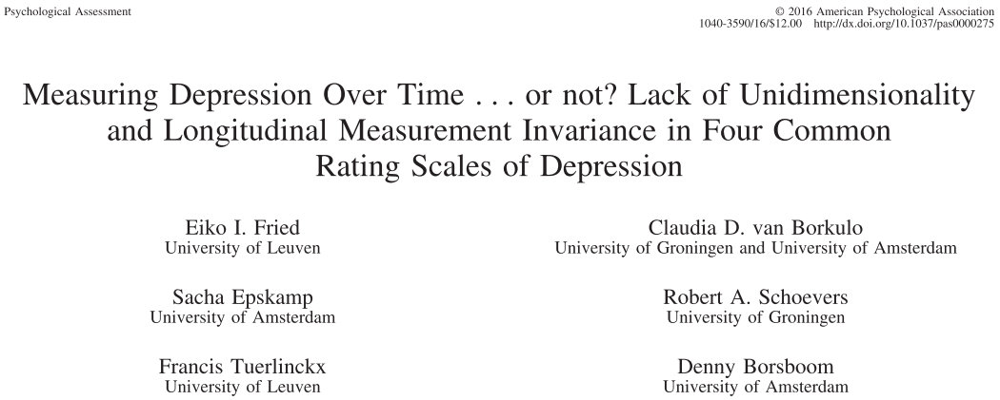 Psychological Assessment
© 2016 American Psychological Association
1040-3590/16/$12.00 http://dx.doi.org/10.1037/pas0000275
Measuring Depression Over Time . . . or not? Lack of Unidimensionality
and Longitudinal Measurement Invariance in Four Common
Rating Scales of Depression
Eiko I. Fried
University of Leuven
Claudia D. van Borkulo
University of Groningen and University of Amsterdam
Sacha Epskamp
University of Amsterdam
Robert A. Schoevers
University of Groningen
Francis Tuerlinckx
University of Leuven
Denny Borsboom
University of Amsterdam